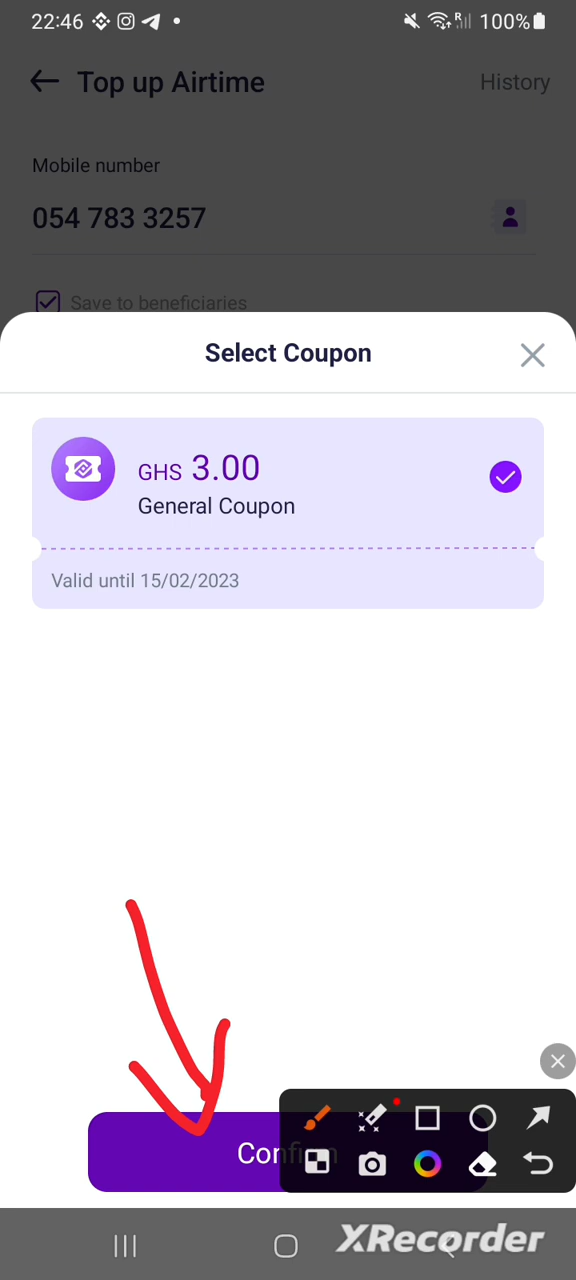 22:46
R
100%
Top up Airtime
History
Mobile number
054 783 3257
Save to beneficiaries
Select Coupon
GHS 3.00
General Coupon
Valid until 15/02/2023
Confirm
XRecorder